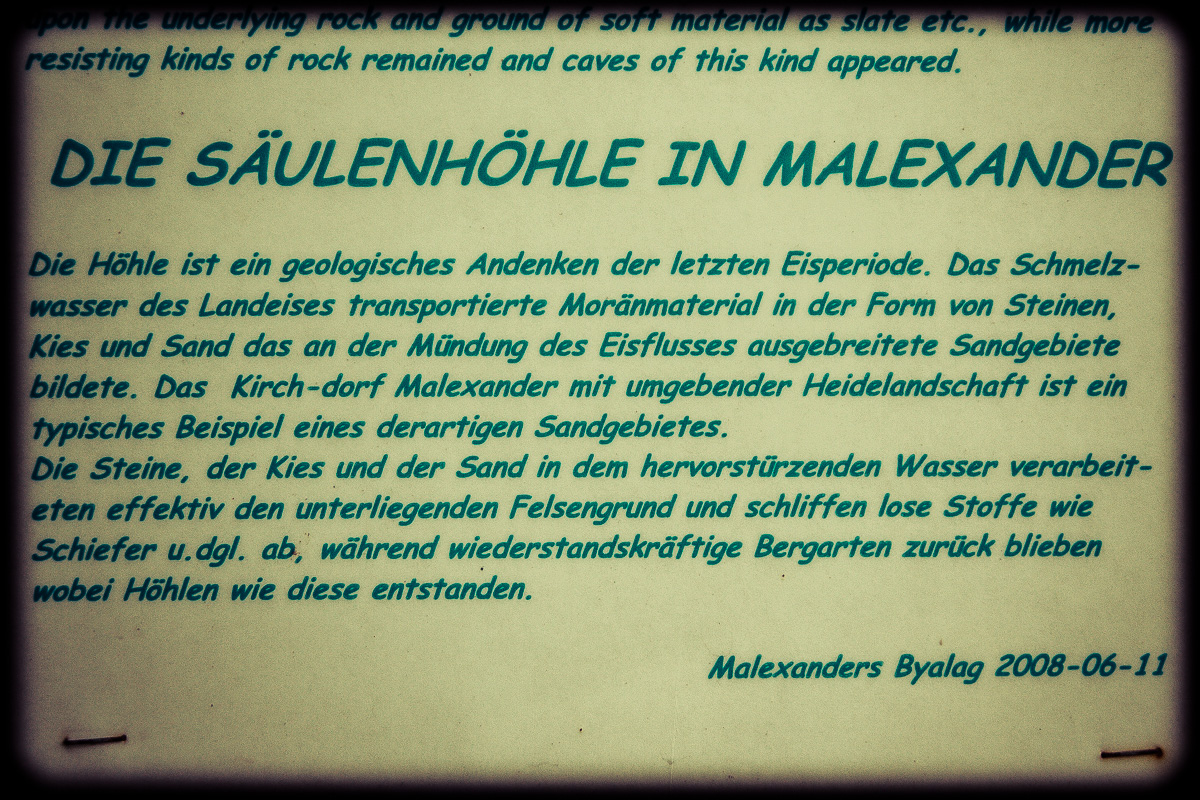 upon the underlying rock and ground of soft material as slate etc., while more
resisting kinds of rock remained and caves of this kind appeared.
DIE SÄULENHÖHLE IN MALEXANDER
Die Höhle ist ein geologisches Andenken der letzten Eisperiode. Das Schmelz-
wasser des Landeises transportierte Moränmaterial in der Form von Steinen,
Kies und Sand das an der Mündung des Eisflusses ausgebreitete Sandgebiete
bildete. Das Kirch-dorf Malexander mit umgebender Heidelandschaft ist ein
typisches Beispiel eines derartigen Sandgebietes.
Die Steine, der Kies und der Sand in dem hervorstürzenden Wasser verarbeit-
eten effektiv den unterliegenden Felsengrund und schliffen lose Stoffe wie
Schiefer u.dgl. ab, während wiederstandskräftige Bergarten zurück blieben
wobei Höhlen wie diese entstanden.
Malexanders Byalag 2008-06-11